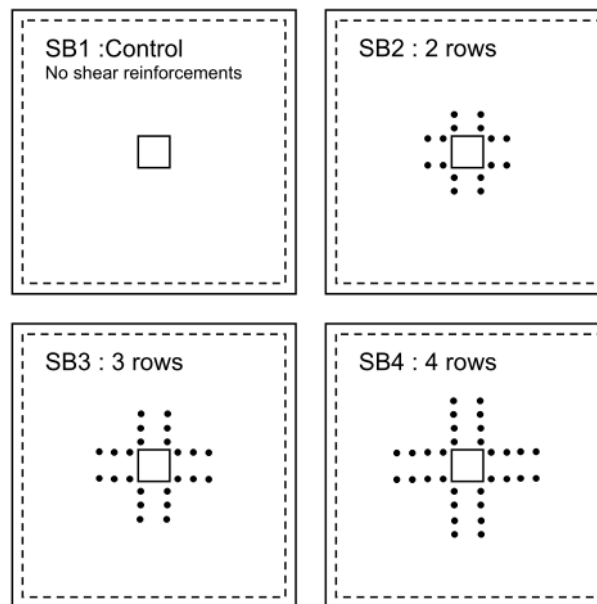 SB1 :Control
No shear reinforcements
SB2 : 2 rows
SB3 : 3 rows
SB4 : 4 rows